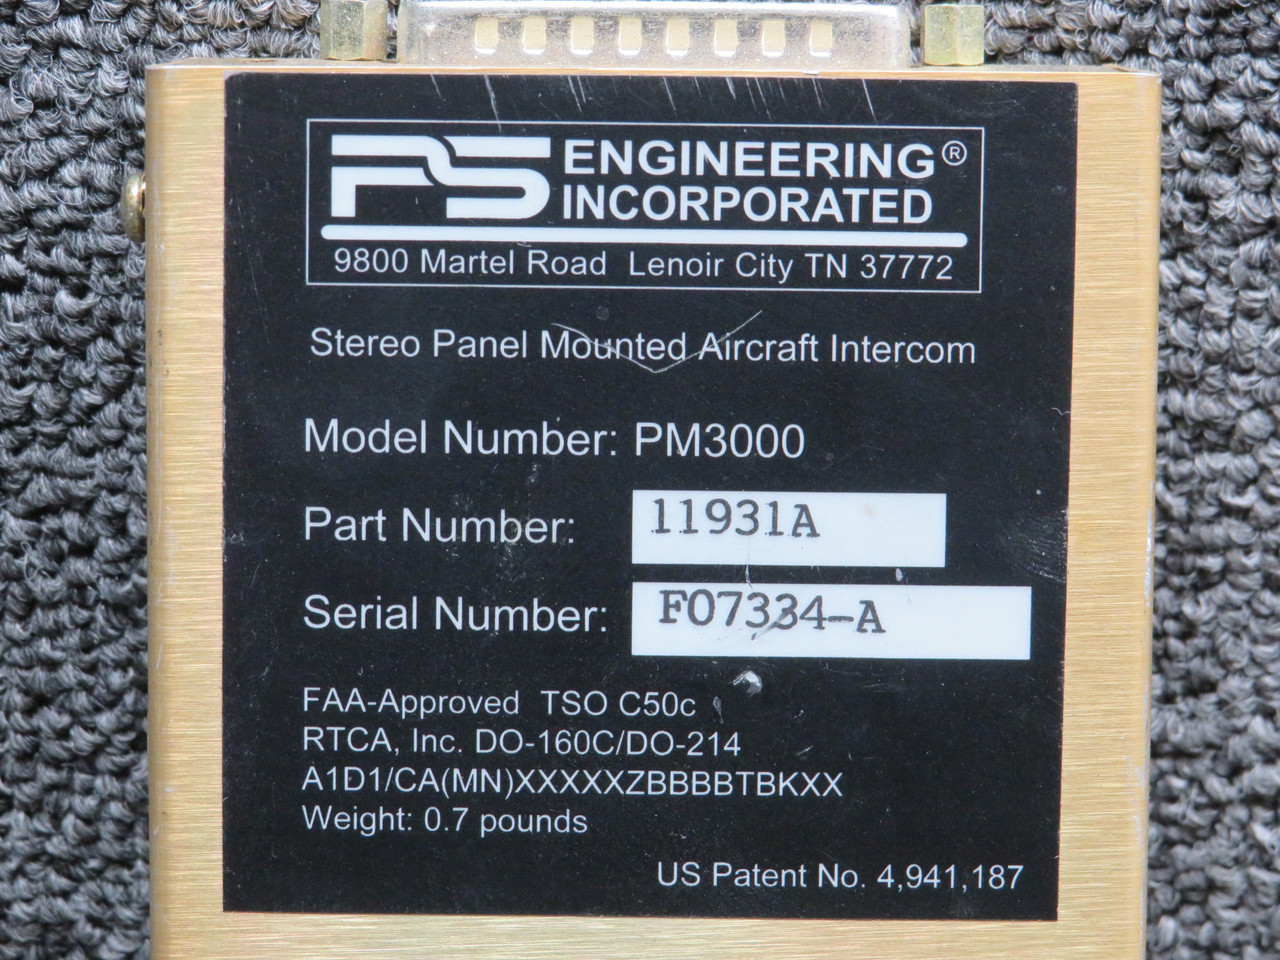 PS ENGINEERING ®
INCORPORATED
9800 Martel Road Lenoir City TN 37772
Stereo Panel Mounted Aircraft Intercom
Model Number: PM3000
Part Number: 11931A
Serial Number: F07334-A
FAA-Approved TSO C50c
RTCA, Inc. DO-160C/DO-214
A1D1/CA(MN)XXXXXZBBBBTBKXX
Weight: 0.7 pounds
US Patent No. 4,941,187